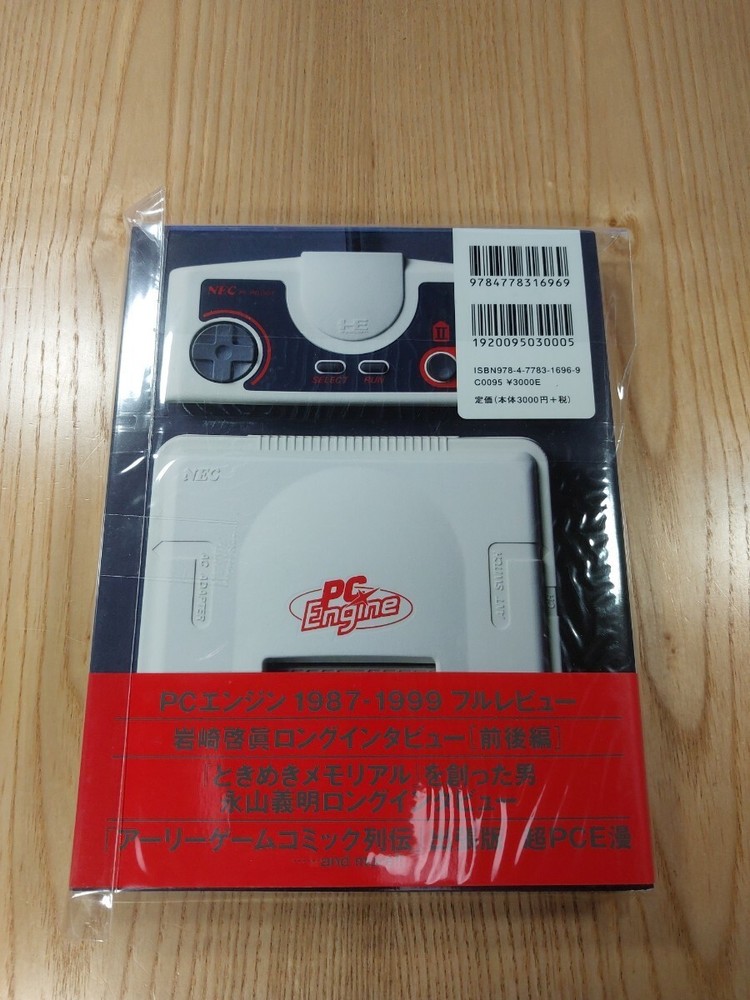 9784778316969
1920095030005
ISBN978-4-7783-1696-9
C0095 ¥3000E
定価(本体3000円+税)
NEC
SELECT
RUN
II
NEC
AC ADAPTER
PC
Engine
PCエンジン 1987-1999 フルレビュー
岩崎啓眞ロングインタビュー[前後編]
「ときめきメモリアル」を創った男
永山義明ロングインタビュー
「アーリーゲームコミック列伝」出張版 超PCE漫